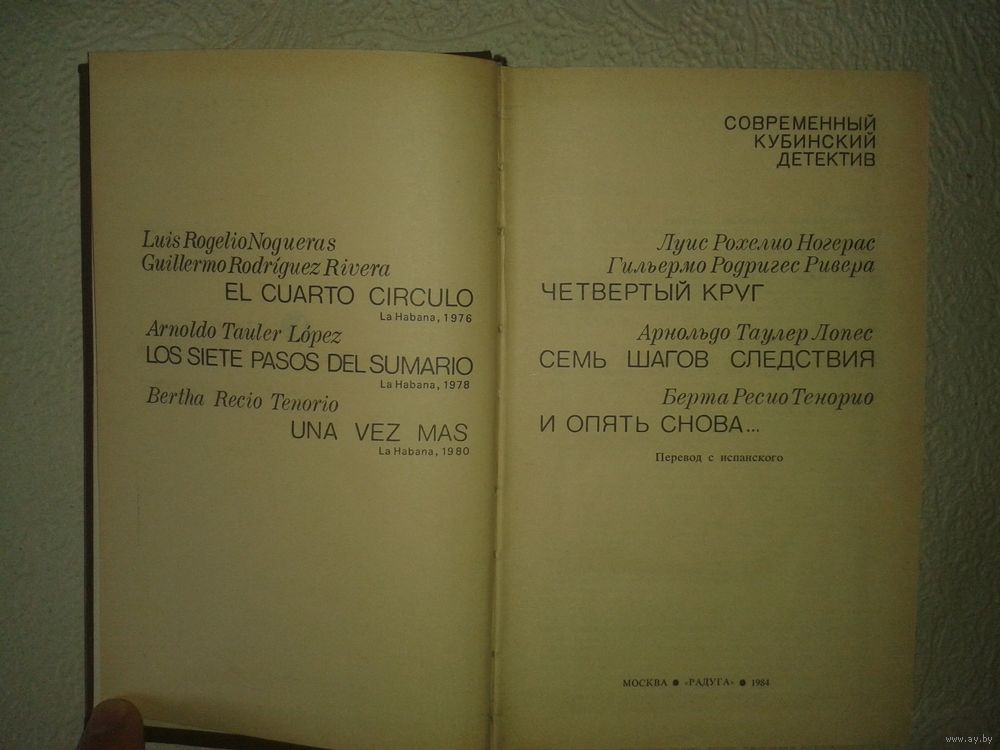 Luis Rogelio Nogueras
Guillermo Rodríguez Rivera
EL CUARTO CIRCULO
La Habana, 1976
Arnoldo Tauler López
LOS SIETE PASOS DEL SUMARIO
La Habana, 1978
Bertha Recio Tenorio
UNA VEZ MAS
La Habana, 1980
СОВРЕМЕННЫЙ
КУБИНСКИЙ
ДЕТЕКТИВ
Луис Рохелио Ногерас
Гильермо Родригес Ривера
ЧЕТВЕРТЫЙ КРУГ
Арнольдо Таулер Лопес
СЕМЬ ШАГОВ СЛЕДСТВИЯ
Берта Ресио Тенорио
И ОПЯТЬ СНОВА...
Перевод с испанского
МОСКВА ● «РАДУГА» ● 1984
www.ay.by